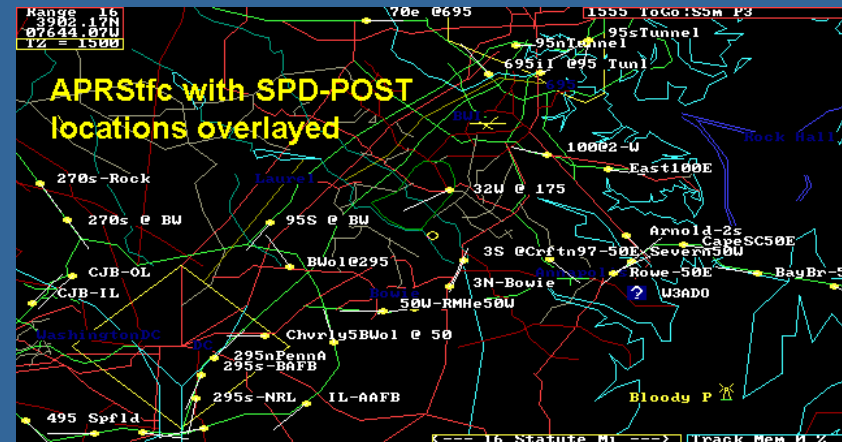 Range 16
3902.17N
07644.07W
TZ = 1500
70e @695
1555 ToGo:S5m P3
95sTunnel
95nTunnel
695il @95 Tunl
695
APRStfc with SPD-POST
locations overlayed
BWI
Rock Hall
100@2-W
East100E
270s-Rock
Laurel
32W @ 175
270s @ BW
95S @ BW
Arnold-2s
CapeSC50E
3S @Crftn97-50E Severn50W
BWol@295
CJB-OL
Rowe-50E
BayBr-5
3N-Bowie
CJB-IL
Bowie
W3ADO
50W-RMHe50W
WashingtonDC
DC
Chvrly5BWol @ 50
295nPennA
295s-BAFB
295s-NRL
IL-AAFB
Bloody P
495 Spfld
<--- 16 Statute Mi --->
Track Mem 0 %